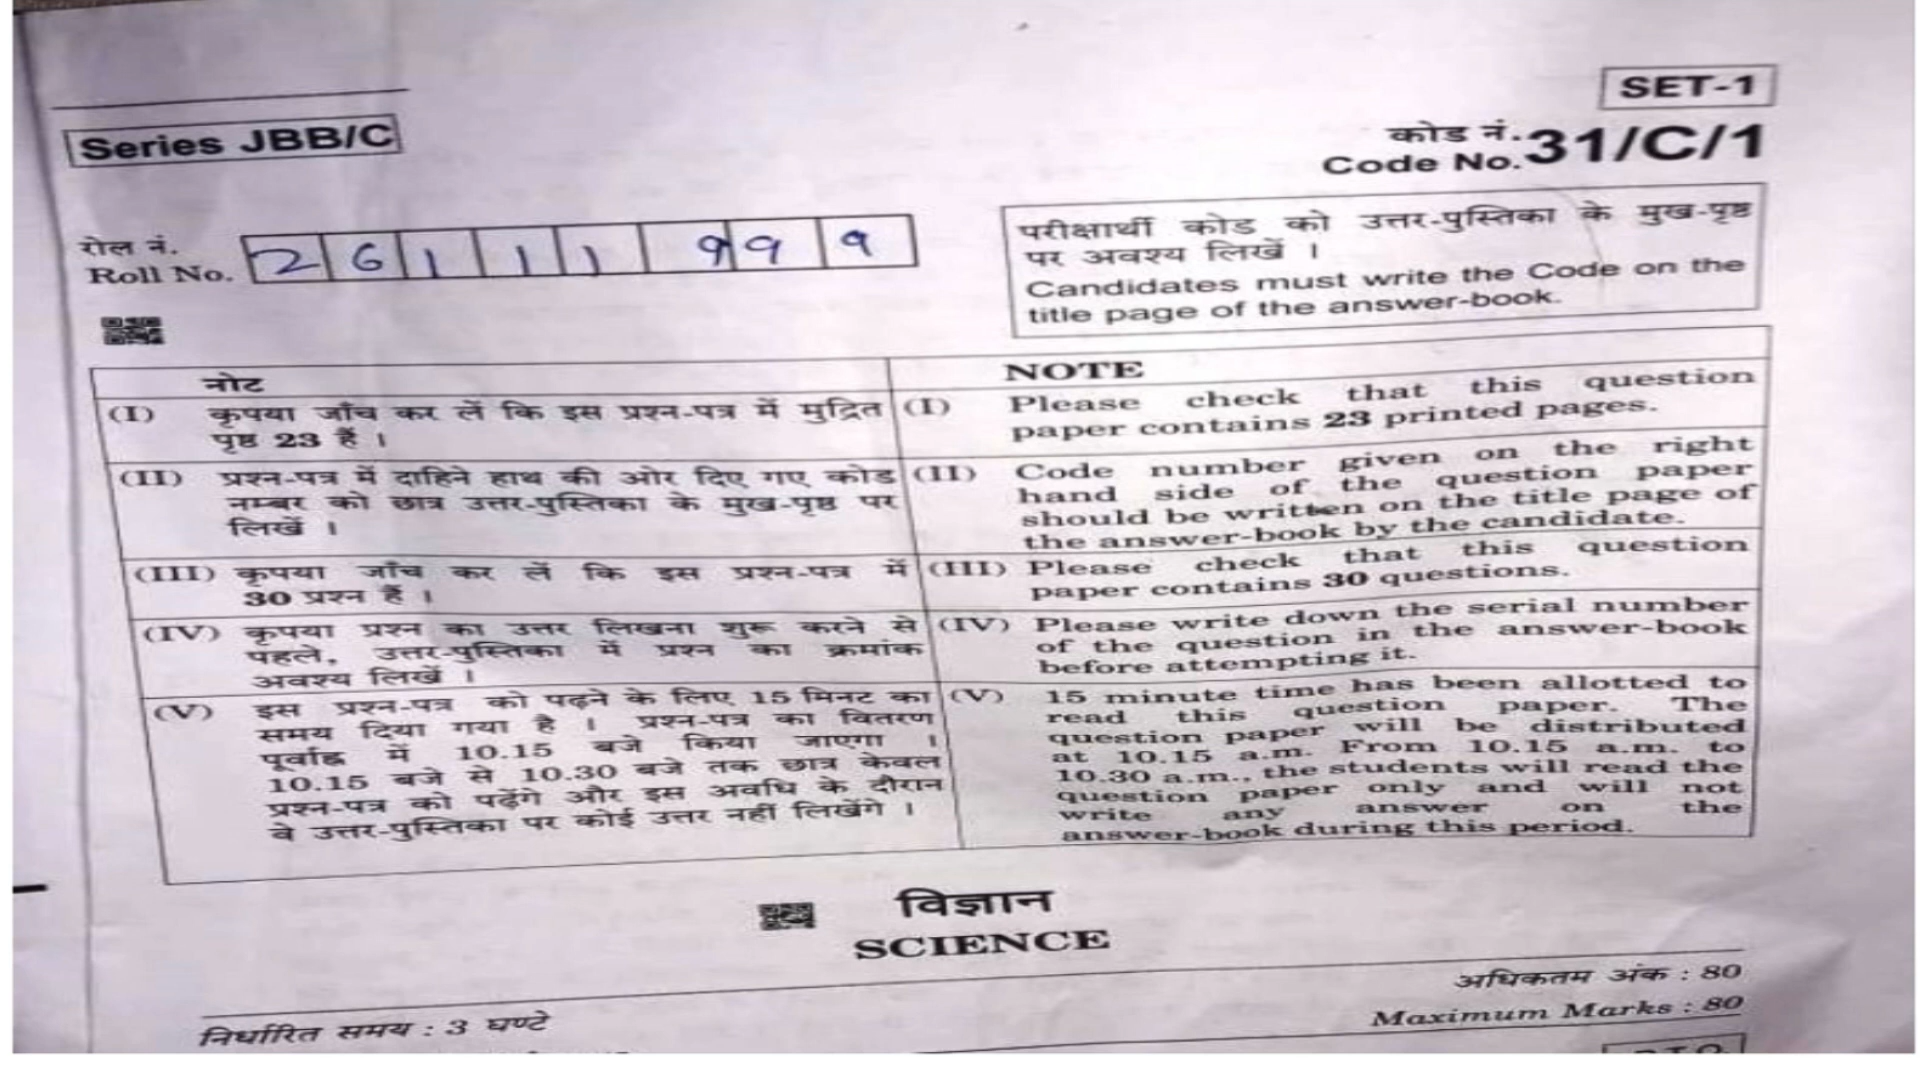 SET-1
Series JBB/C
कोड नं.
Code No. 31/C/1
रोल नं.
Roll No. 2 6 1 1 1 9 9 9
परीक्षार्थी कोड को उत्तर-पुस्तिका के मुख-पृष्ठ
पर अवश्य लिखें ।
Candidates must write the Code on the
title page of the answer-book.
नोट
(I) कृपया जाँच कर लें कि इस प्रश्न-पत्र में मुद्रित
पृष्ठ 23 हैं ।
(II) प्रश्न-पत्र में दाहिने हाथ की ओर दिए गए कोड
नम्बर को छात्र उत्तर-पुस्तिका के मुख-पृष्ठ पर
लिखें ।
(III) कृपया जाँच कर लें कि इस प्रश्न-पत्र में
30 प्रश्न हैं ।
(IV) कृपया प्रश्न का उत्तर लिखना शुरू करने से
पहले, उत्तर-पुस्तिका में प्रश्न का क्रमांक
अवश्य लिखें ।
(V) इस प्रश्न-पत्र को पढ़ने के लिए 15 मिनट का
समय दिया गया है । प्रश्न-पत्र का वितरण
पूर्वाह्न में 10.15 बजे किया जाएगा ।
10.15 बजे से 10.30 बजे तक छात्र केवल
प्रश्न-पत्र को पढ़ेंगे और इस अवधि के दौरान
वे उत्तर-पुस्तिका पर कोई उत्तर नहीं लिखेंगे ।
NOTE
(I) Please check that this question
paper contains 23 printed pages.
(II) Code number given on the right
hand side of the question paper
should be written on the title page of
the answer-book by the candidate.
(III) Please check that this question
paper contains 30 questions.
(IV) Please write down the serial number
of the question in the answer-book
before attempting it.
(V) 15 minute time has been allotted to
read this question paper. The
question paper will be distributed
at 10.15 a.m. From 10.15 a.m. to
10.30 a.m., the students will read the
question paper only and will not
write any answer on the
answer-book during this period.
विज्ञान
SCIENCE
निर्धारित समय : 3 घण्टे
अधिकतम अंक : 80
Maximum Marks : 80